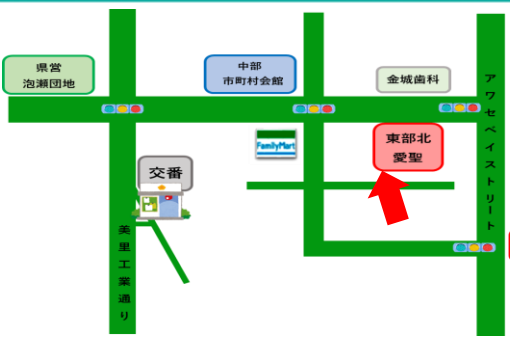 県営
泡瀬団地
中部
市町村会館
金城歯科
FamilyMart
東部北
愛聖
交番
美里工業通り
アワセベイストリート